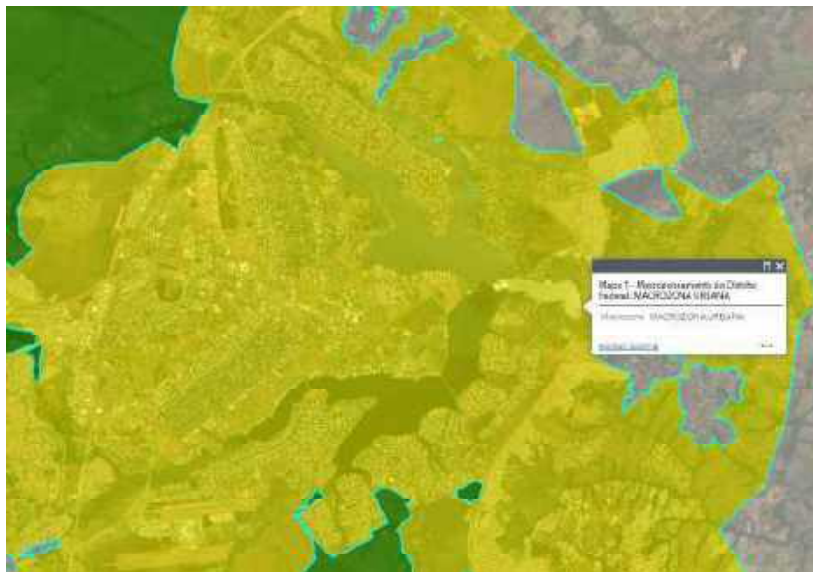 Mapa 1 - Macrozoneamento do Distrito
Federal: MACROZONA URBANA
Macrozona MACROZONA URBANA